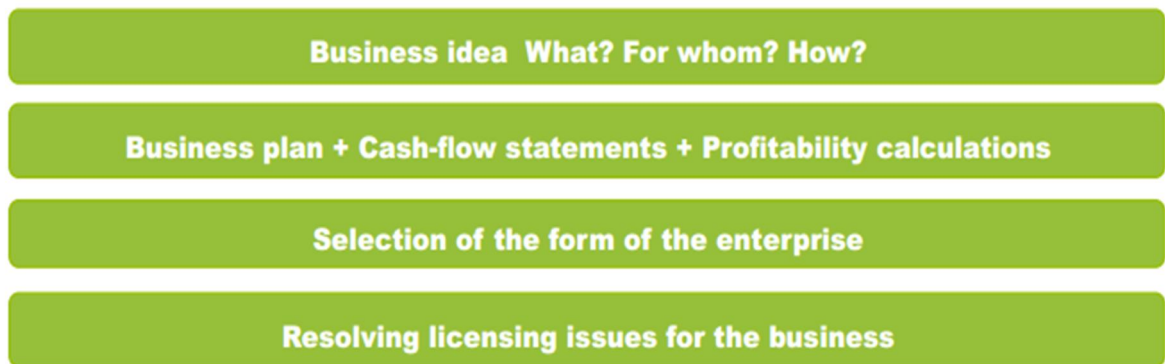 Business idea  What? For whom? How?
Business plan + Cash-flow statements + Profitability calculations
Selection of the form of the enterprise
Resolving licensing issues for the business